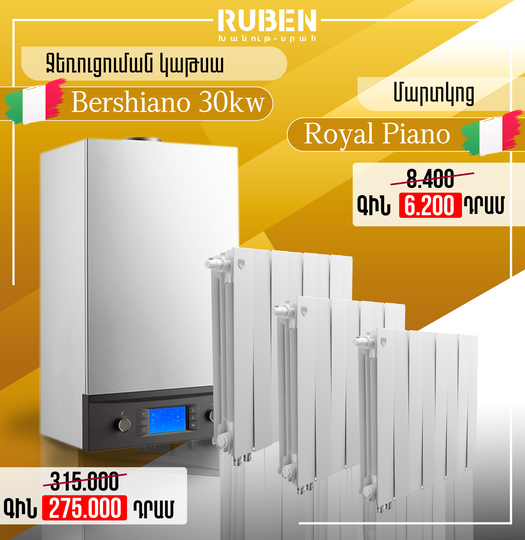 RUBEN
Խանութ-սրահ
Ջեռուցուման կաթսա
Bershiano 30kw
Մարտկոց
Royal Piano
8.400
ԳԻՆ 6.200 ԴՐԱՄ
315.000
ԳԻՆ 275.000 ԴՐԱՄ